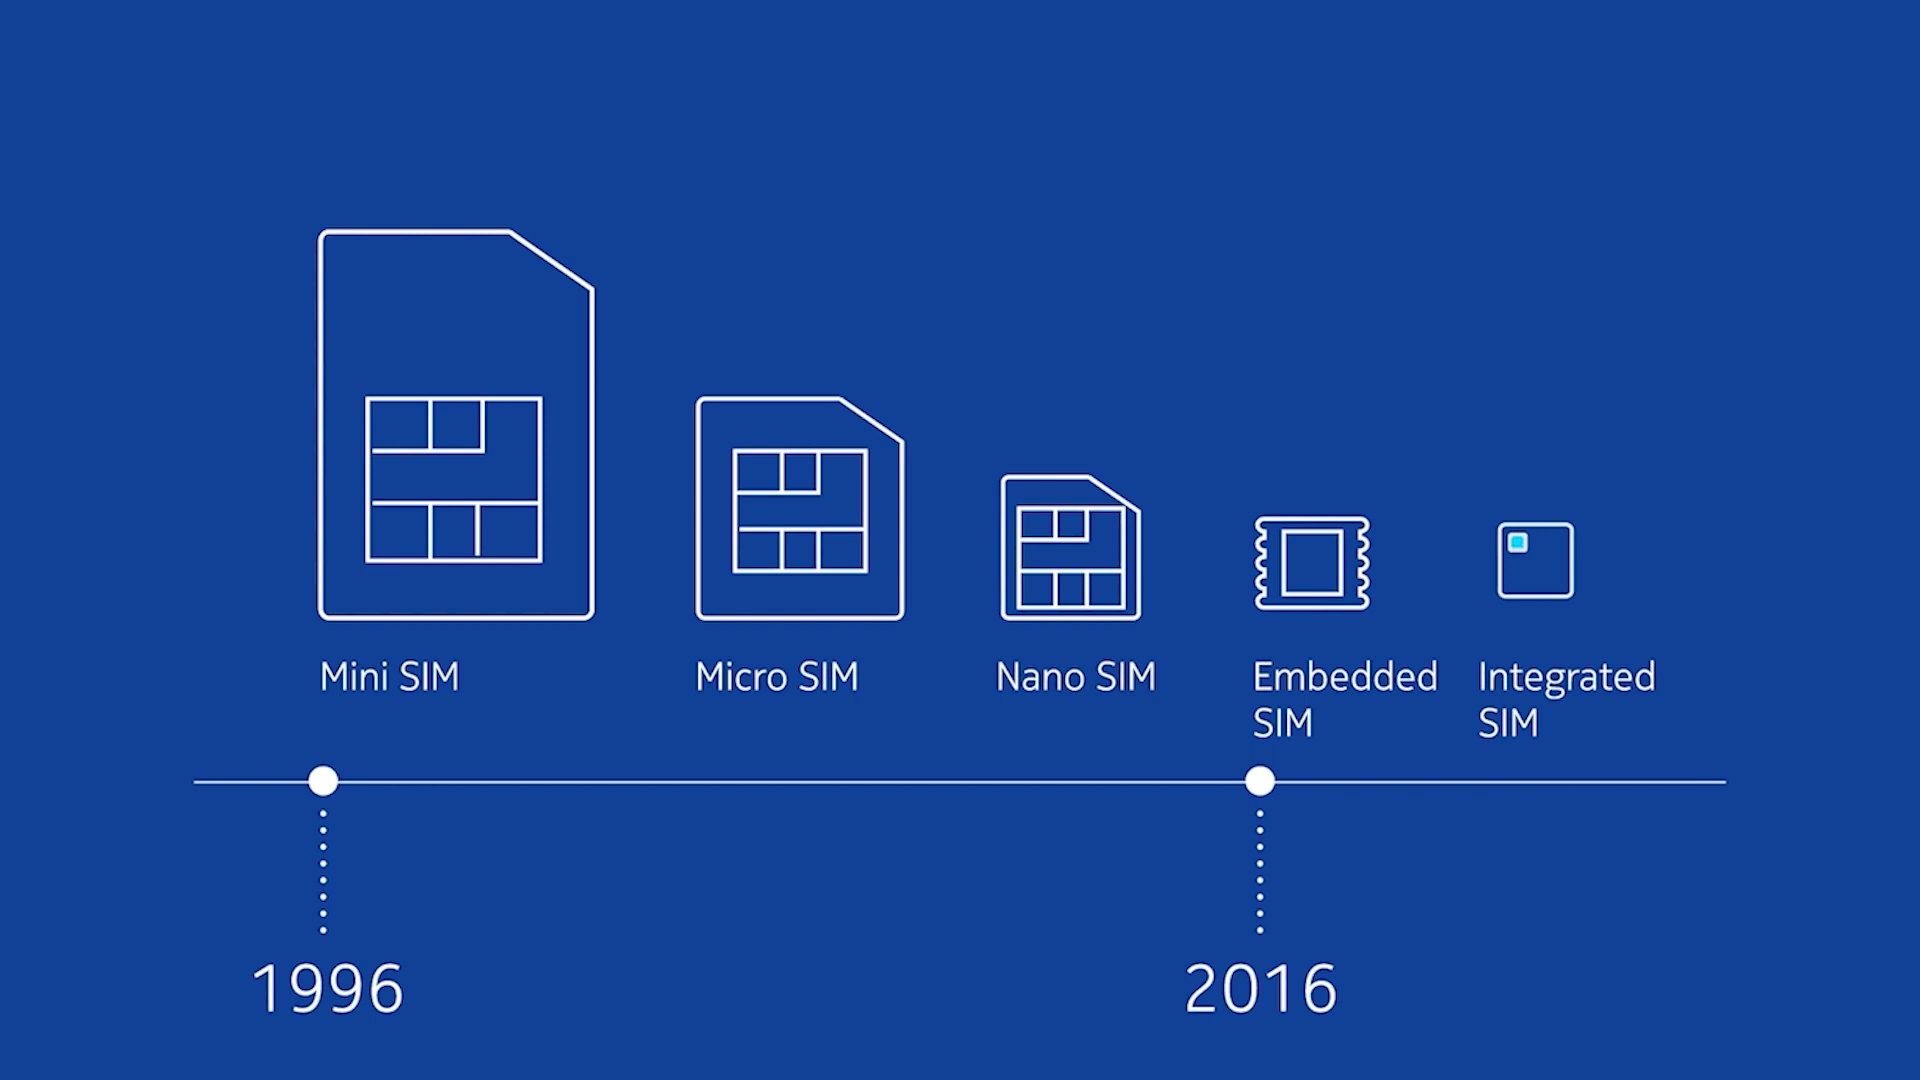 Mini SIM
Micro SIM
Nano SIM
Embedded
SIM
Integrated
SIM
1996
2016